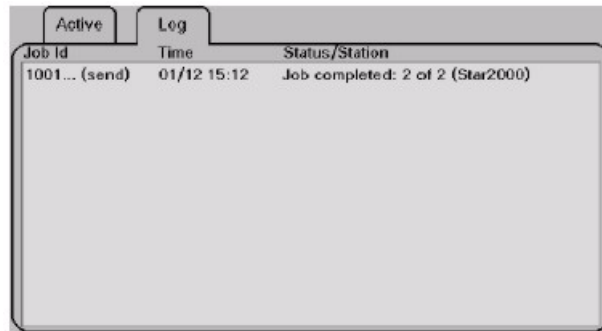 Active Log
Job Id Time Status/Station
1001... (send) 01/12 15:12 Job completed: 2 of 2 (Star2000)